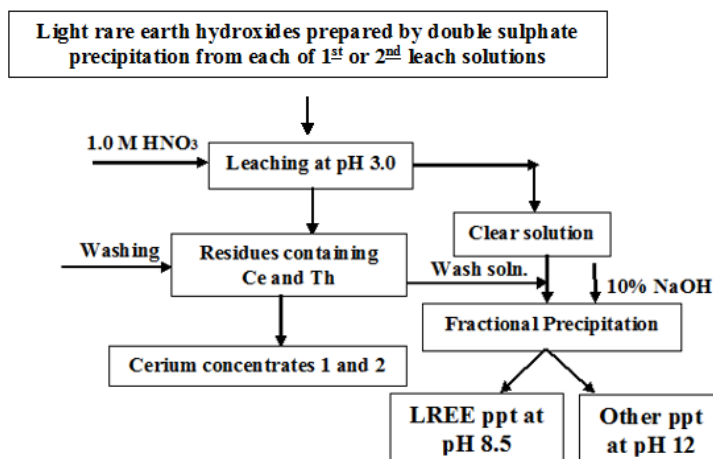 Light rare earth hydroxides prepared by double sulphate
precipitation from each of 1st or 2nd leach solutions
1.0 M HNO3
Leaching at pH 3.0
Clear solution
Washing
Residues containing
Ce and Th
Wash soln.
10% NaOH
Fractional Precipitation
Cerium concentrates 1 and 2
LREE ppt at
pH 8.5
Other ppt
at pH 12